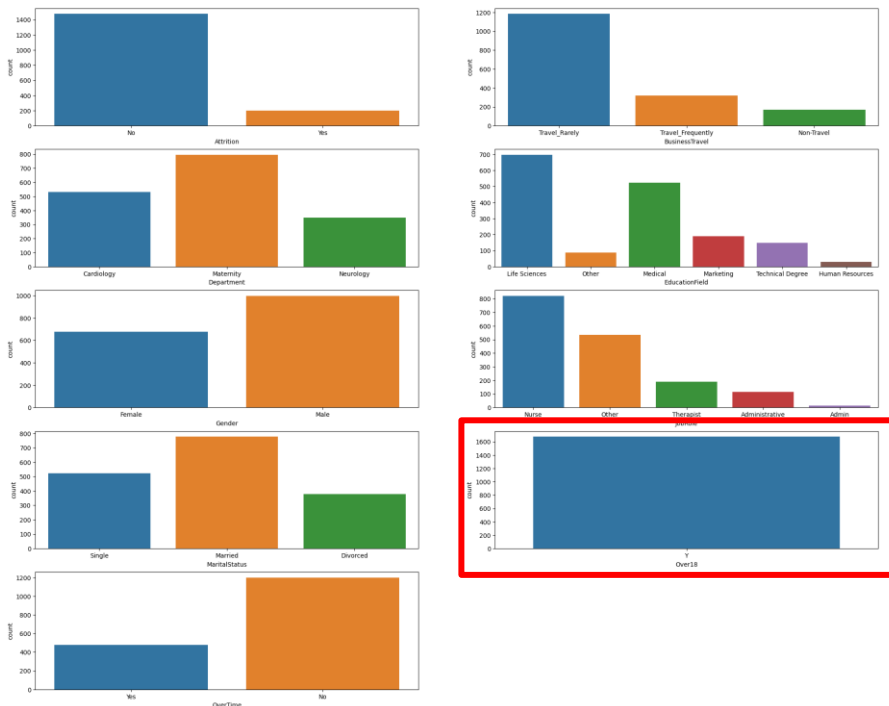 1400
1200
1000
800
600
400
200
0
count
No Yes
Attrition
1200
1000
800
600
400
200
0
count
Travel_Rarely Travel_Frequently Non-Travel
BusinessTravel
800
700
600
500
400
300
200
100
0
count
Cardiology Maternity Neurology
Department
700
600
500
400
300
200
100
0
count
Life Sciences Other Medical Marketing Technical Degree Human Resources
EducationField
1000
800
600
400
200
0
count
Female Male
Gender
800
700
600
500
400
300
200
100
0
count
Nurse Other Therapist Administrative Admin
800
700
600
500
400
300
200
100
0
count
Single Married Divorced
MaritalStatus
1600
1400
1200
1000
800
600
400
200
0
count
Y
Over18
1200
1000
800
600
400
200
0
count
Yes No
OverTime